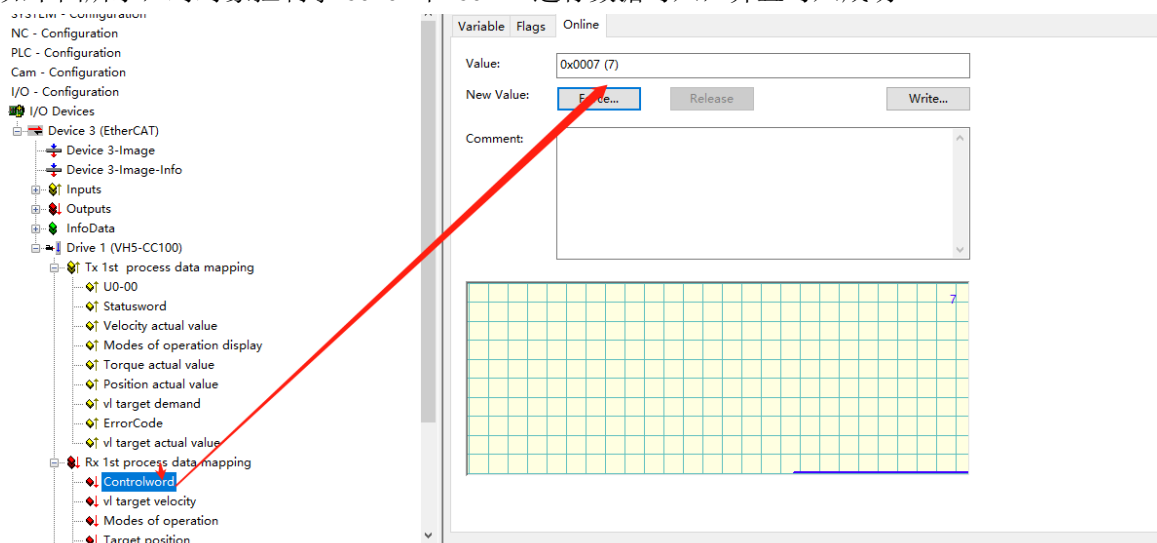 SYSTEM - Configuration
NC - Configuration
PLC - Configuration
Cam - Configuration
I/O - Configuration
I/O Devices
Device 3 (EtherCAT)
Device 3-Image
Device 3-Image-Info
Inputs
Outputs
InfoData
Drive 1 (VH5-CC100)
Tx 1st process data mapping
U0-00
Statusword
Velocity actual value
Modes of operation display
Torque actual value
Position actual value
vl target demand
ErrorCode
vl target actual value
Rx 1st process data mapping
Controlword
vl target velocity
Modes of operation
Target position
Variable Flags Online
Value: 0x0007 (7)
New Value: Force... Release Write...
Comment:
7